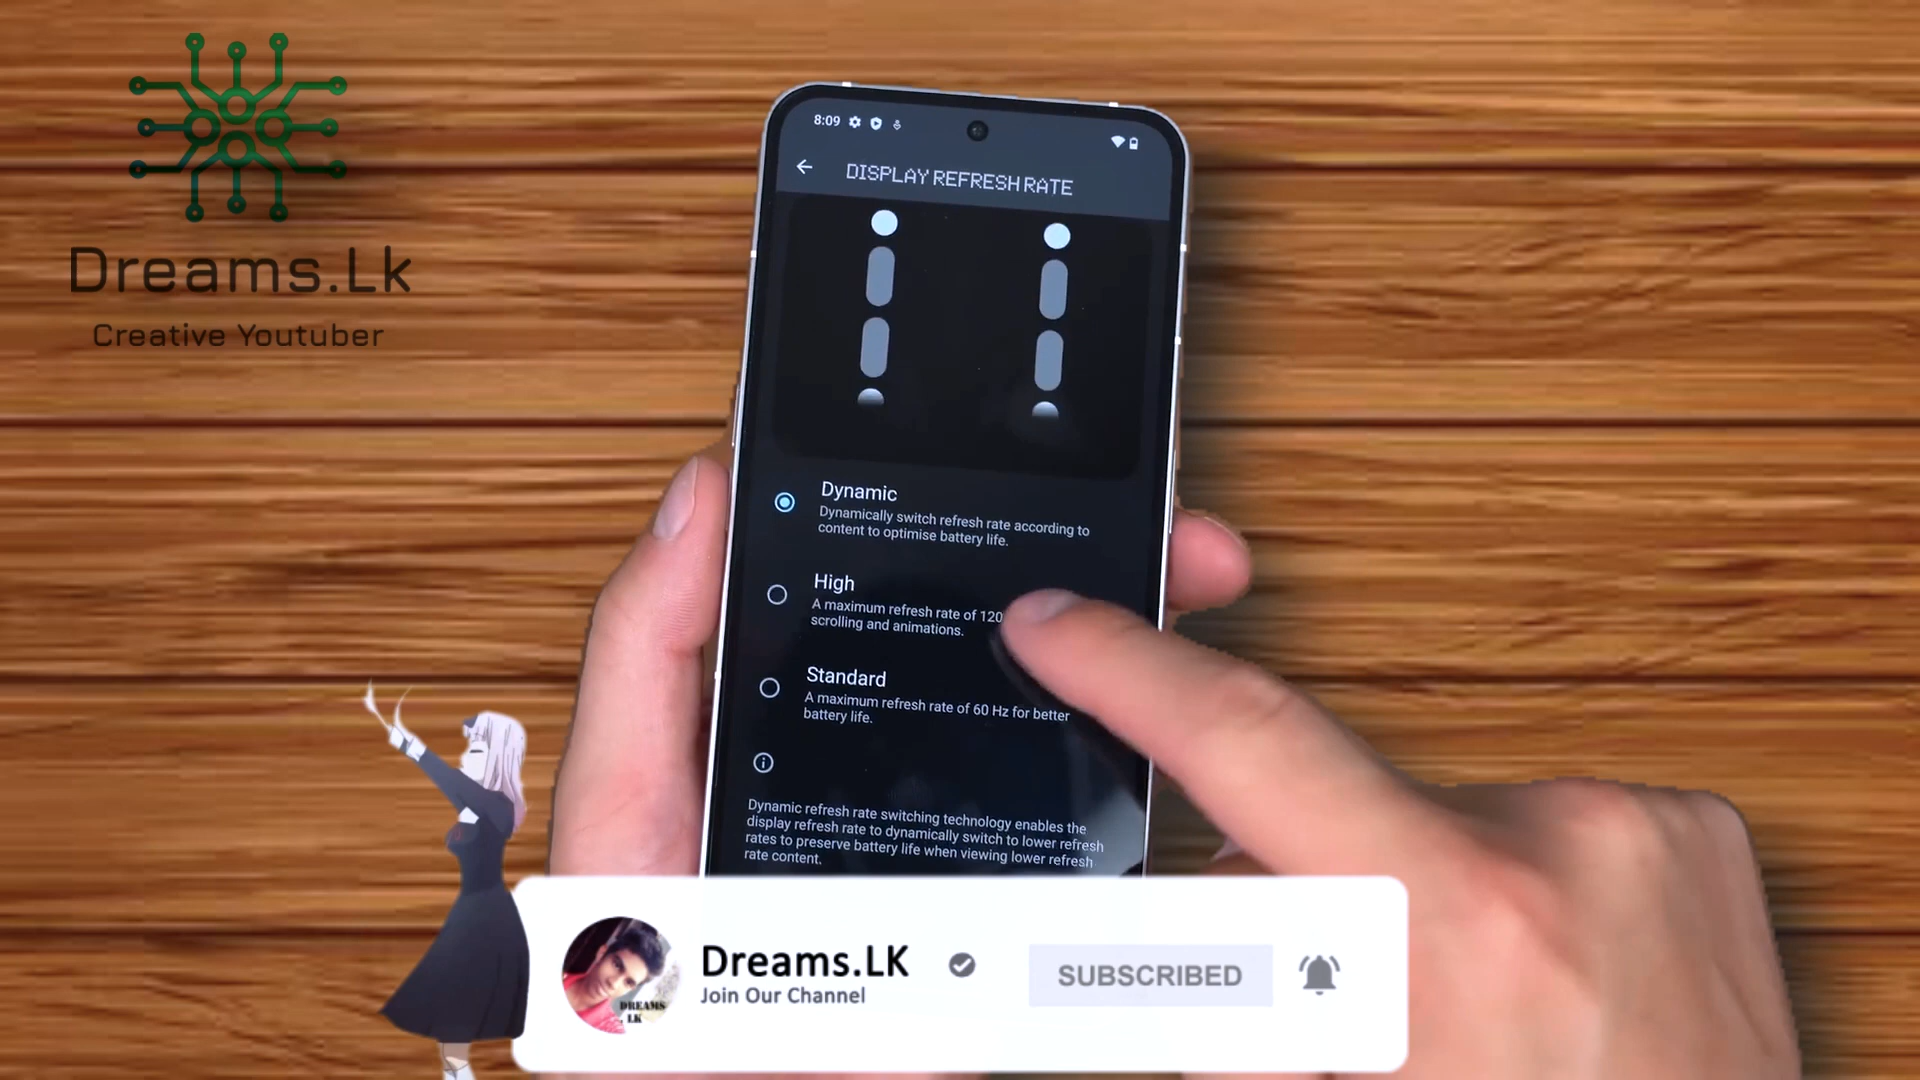 Dreams.Lk
Creative Youtuber
8:09
DISPLAY REFRESH RATE
Dynamic
Dynamically switch refresh rate according to
content to optimise battery life.
High
A maximum refresh rate of 120
scrolling and animations.
Standard
A maximum refresh rate of 60 Hz for better
battery life.
Dynamic refresh rate switching technology enables the
display refresh rate to dynamically switch to lower refresh
rates to preserve battery life when viewing lower refresh
rate content.
DREAMS
LK
Dreams.LK
Join Our Channel
SUBSCRIBED